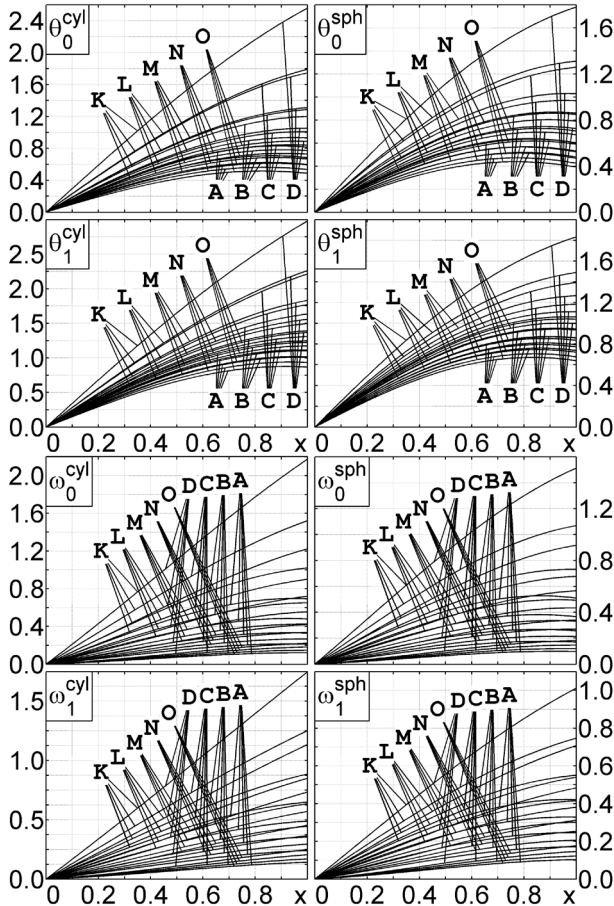 2.4 θ₀ᶜʸˡ O θ₀ˢᵖʰ O 1.6
2.0 N N
M M 1.2
1.6 L L
K K
1.2 0.8
0.8
0.4 0.4
A B C D A B C D
0.0 0.0
θ₁ᶜʸˡ O θ₁ˢᵖʰ O
2.5 N N 1.6
2.0 M M
L L 1.2
K K
1.5
0.8
1.0
0.5 A B C D A B C D 0.4
0.0 0.0
0 0.2 0.4 0.6 0.8 x 0 0.2 0.4 0.6 0.8 x
2.0 ω₀ᶜʸˡ O D C B A ω₀ˢᵖʰ O D C B A
N N 1.2
1.6 M M
L L
1.2 K K 0.8
0.8
0.4
0.4
0.0 0.0
ω₁ᶜʸˡ O D C B A ω₁ˢᵖʰ O D C B A 1.0
1.5 N N
M M 0.8
L L
1.0 K K 0.6
0.4
0.5
0.2
0.0 0.0
0 0.2 0.4 0.6 0.8 x 0 0.2 0.4 0.6 0.8 x